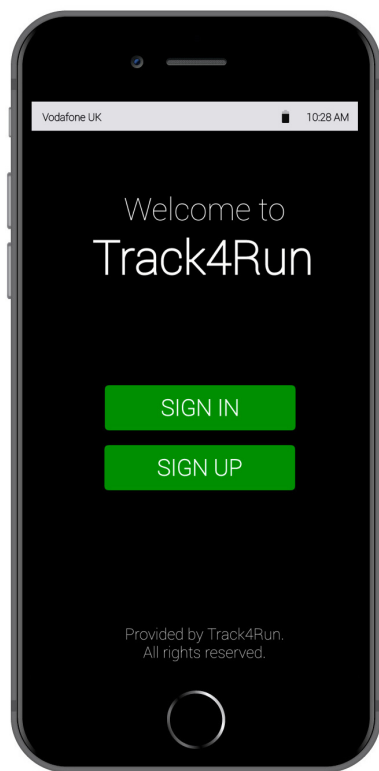 Vodafone UK 10:28 AM
Welcome to
Track4Run
SIGN IN
SIGN UP
Provided by Track4Run.
All rights reserved.